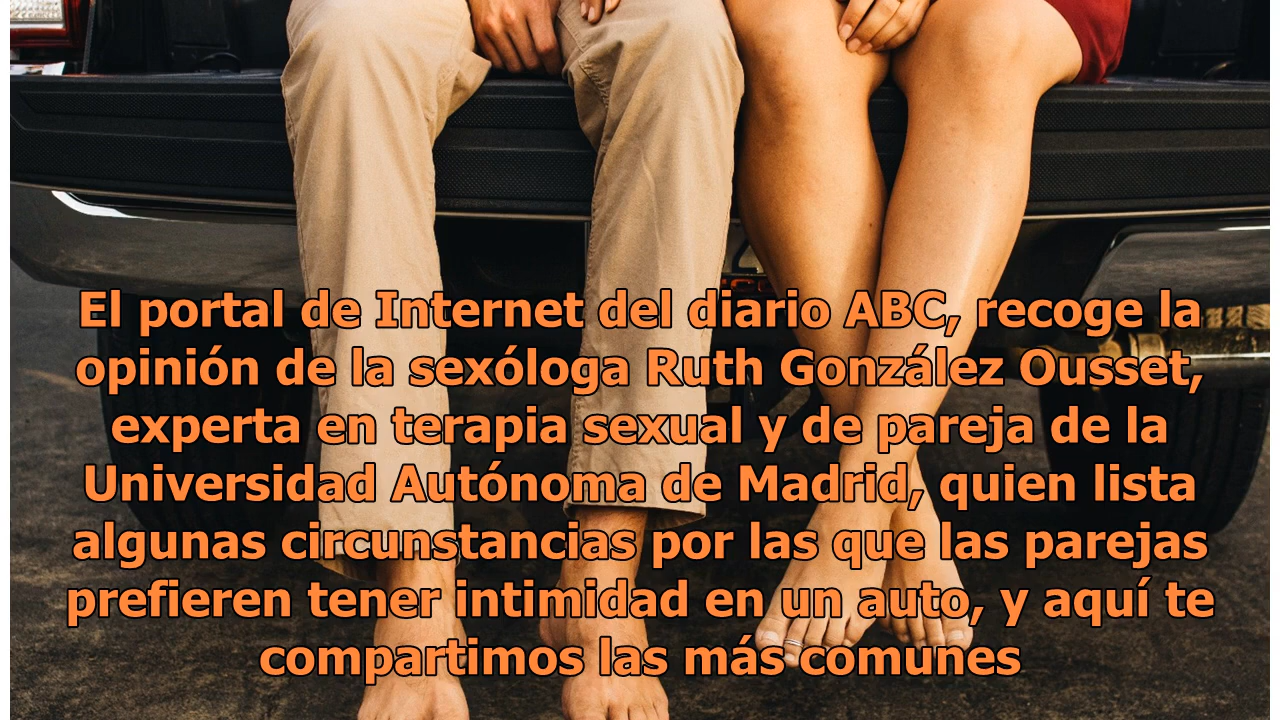 El portal de Internet del diario ABC, recoge la
opinión de la sexóloga Ruth González Ousset,
experta en terapia sexual y de pareja de la
Universidad Autónoma de Madrid, quien lista
algunas circunstancias por las que las parejas
prefieren tener intimidad en un auto, y aquí te
compartimos las más comunes